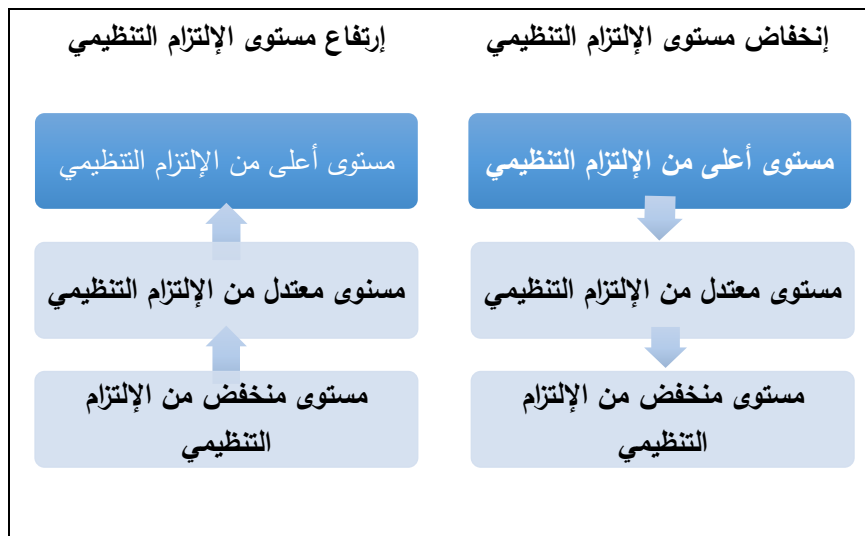 إنخفاض مستوى الإلتزام التنظيمي
مستوى أعلى من الإلتزام التنظيمي
مستوى معتدل من الإلتزام التنظيمي
مستوى منخفض من الإلتزام
التنظيمي
إرتفاع مستوى الإلتزام التنظيمي
مستوى أعلى من الإلتزام التنظيمي
مسنوى معتدل من الإلتزام التنظيمي
مستوى منخفض من الإلتزام
التنظيمي